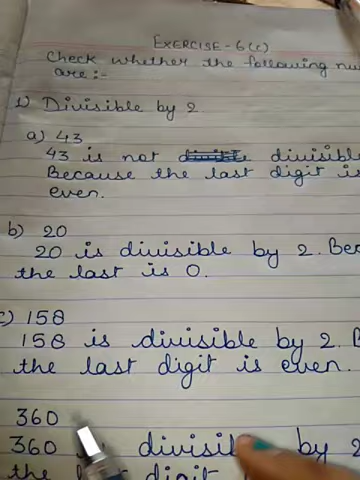 EXERCISE-6(c)
Check whether the following
are :-
1) Divisible by 2
a) 43
43 is not divisible
Because the last digit is
even.
b) 20
20 is divisible by 2.
the last is 0.
c) 158
158 is divisible by 2.
the last digit is even.
360
360 by 2
the digit